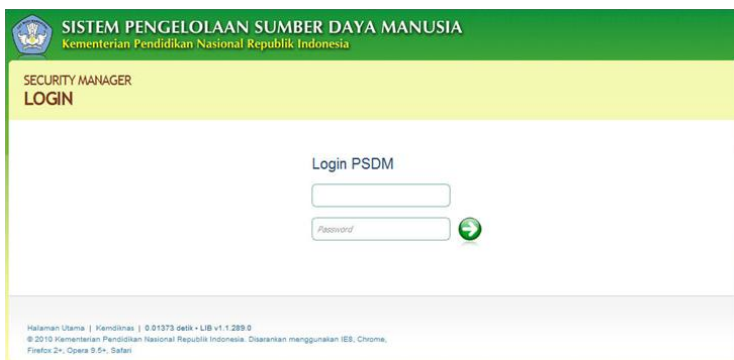 SISTEM PENGELOLAAN SUMBER DAYA MANUSIA
Kementerian Pendidikan Nasional Republik Indonesia
SECURITY MANAGER
LOGIN
Login PSDM
Password
Halaman Utama | Kemdiknas | 0.01373 detik • LIB v1.1.289.0
© 2010 Kementerian Pendidikan Nasional Republik Indonesia. Disarankan menggunakan IE8, Chrome,
Firefox 2+, Opera 9.5+, Safari